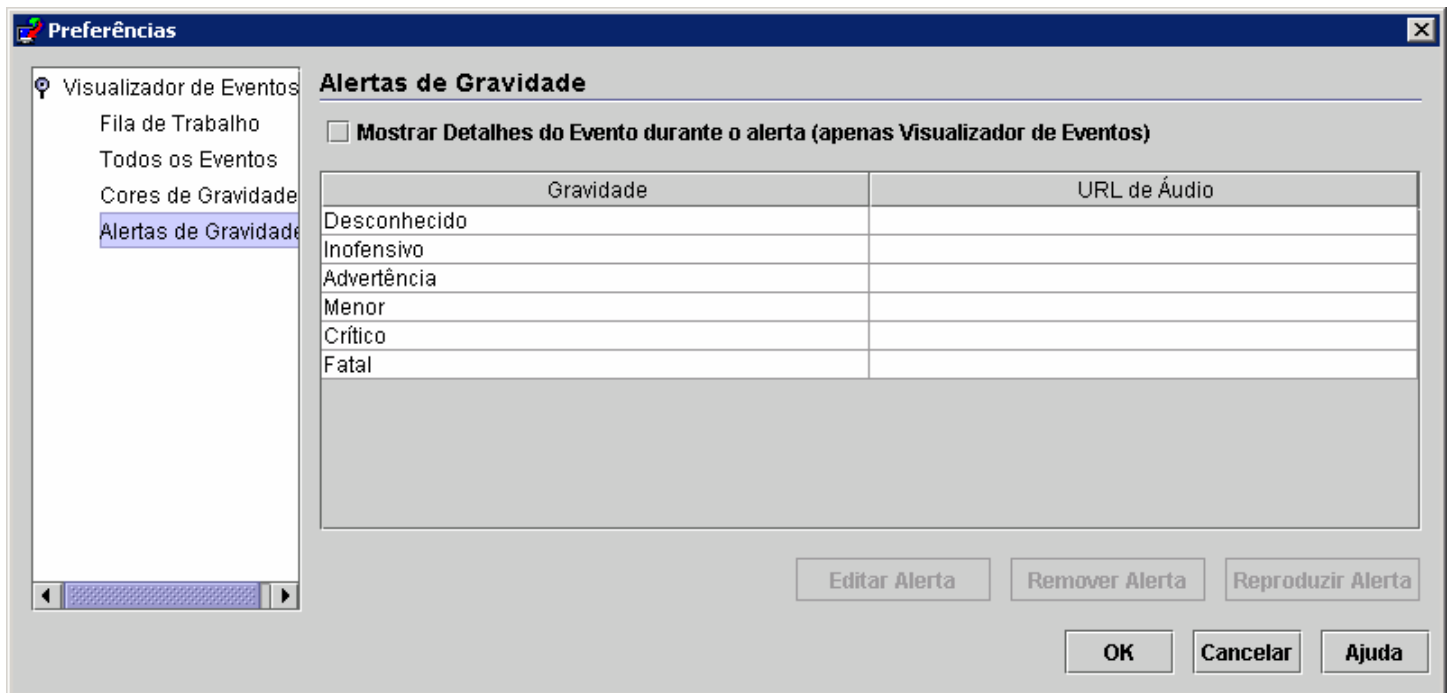 Preferências
Visualizador de Eventos
Fila de Trabalho
Todos os Eventos
Cores de Gravidade
Alertas de Gravidade
Alertas de Gravidade
Mostrar Detalhes do Evento durante o alerta (apenas Visualizador de Eventos)
Gravidade URL de Áudio
Desconhecido
Inofensivo
Advertência
Menor
Crítico
Fatal
Editar Alerta Remover Alerta Reproduzir Alerta
OK Cancelar Ajuda